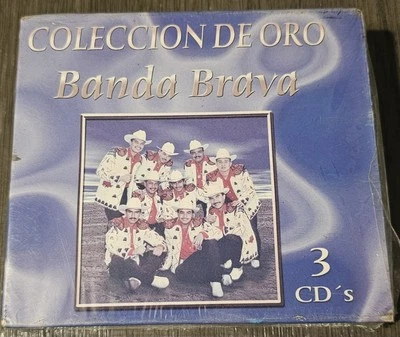 COLECCION DE ORO
Banda Brava
3
CD´s